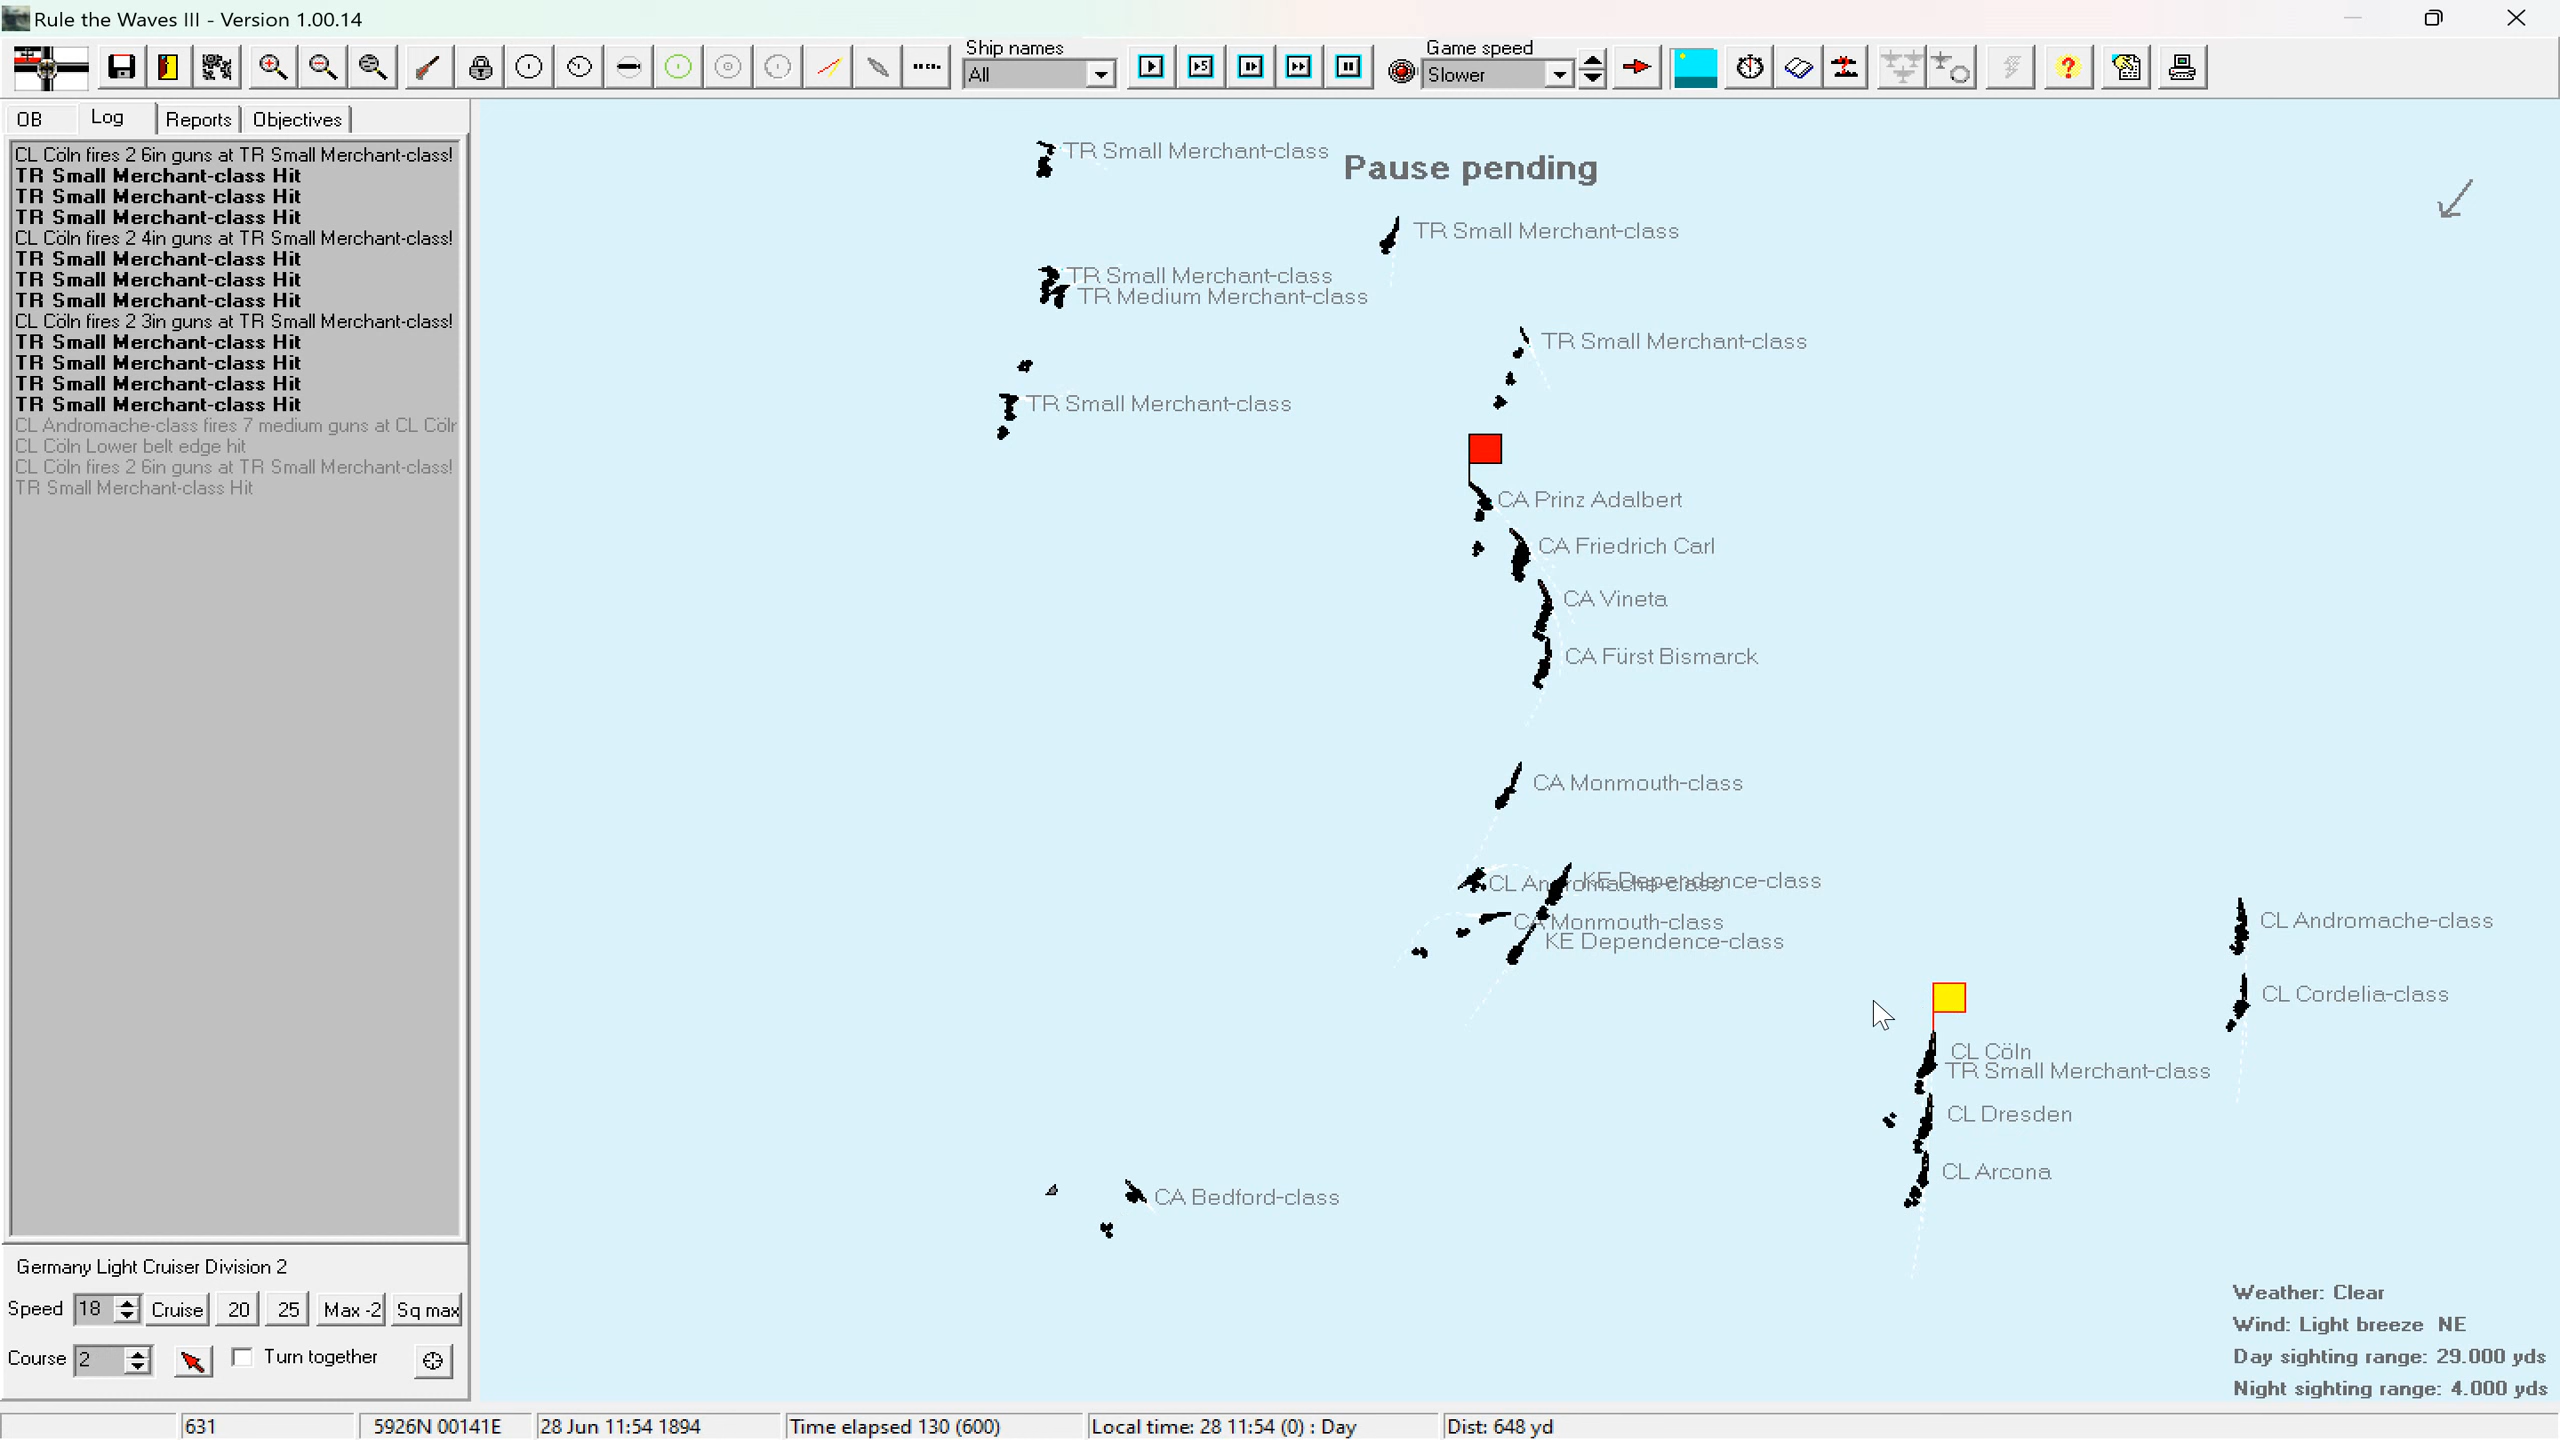 Rule the Waves III - Version 1.00.14
Ship names
All
Game speed
Slower
OB
Log
Reports
Objectives
CL Cöln fires 2 6in guns at TR Small Merchant-class!
TR Small Merchant-class Hit
TR Small Merchant-class Hit
TR Small Merchant-class Hit
CL Cöln fires 2 4in guns at TR Small Merchant-class!
TR Small Merchant-class Hit
TR Small Merchant-class Hit
TR Small Merchant-class Hit
CL Cöln fires 2 3in guns at TR Small Merchant-class!
TR Small Merchant-class Hit
TR Small Merchant-class Hit
TR Small Merchant-class Hit
TR Small Merchant-class Hit
CL Andromache-class fires 7 medium guns at CL Cöln
CL Cöln Lower belt edge hit
CL Cöln fires 2 6in guns at TR Small Merchant-class!
TR Small Merchant-class Hit
TR Small Merchant-class
Pause pending
TR Small Merchant-class
TR Small Merchant-class
TR Medium Merchant-class
TR Small Merchant-class
TR Small Merchant-class
CA Prinz Adalbert
CA Friedrich Carl
CA Vineta
CA Fürst Bismarck
CA Monmouth-class
CL Andromache-class
KE Dependence-class
CA Monmouth-class
KE Dependence-class
CL Andromache-class
CL Cordelia-class
CL Cöln
TR Small Merchant-class
CL Dresden
CL Arcona
CA Bedford-class
Germany Light Cruiser Division 2
Speed 18 Cruise 20 25 Max -2 Sq max
Course 2 Turn together
Weather: Clear
Wind: Light breeze NE
Day sighting range: 29.000 yds
Night sighting range: 4.000 yds
631 5926N 00141E 28 Jun 11:54 1894 Time elapsed 130 (600) Local time: 28 11:54 (0) : Day Dist: 648 yd